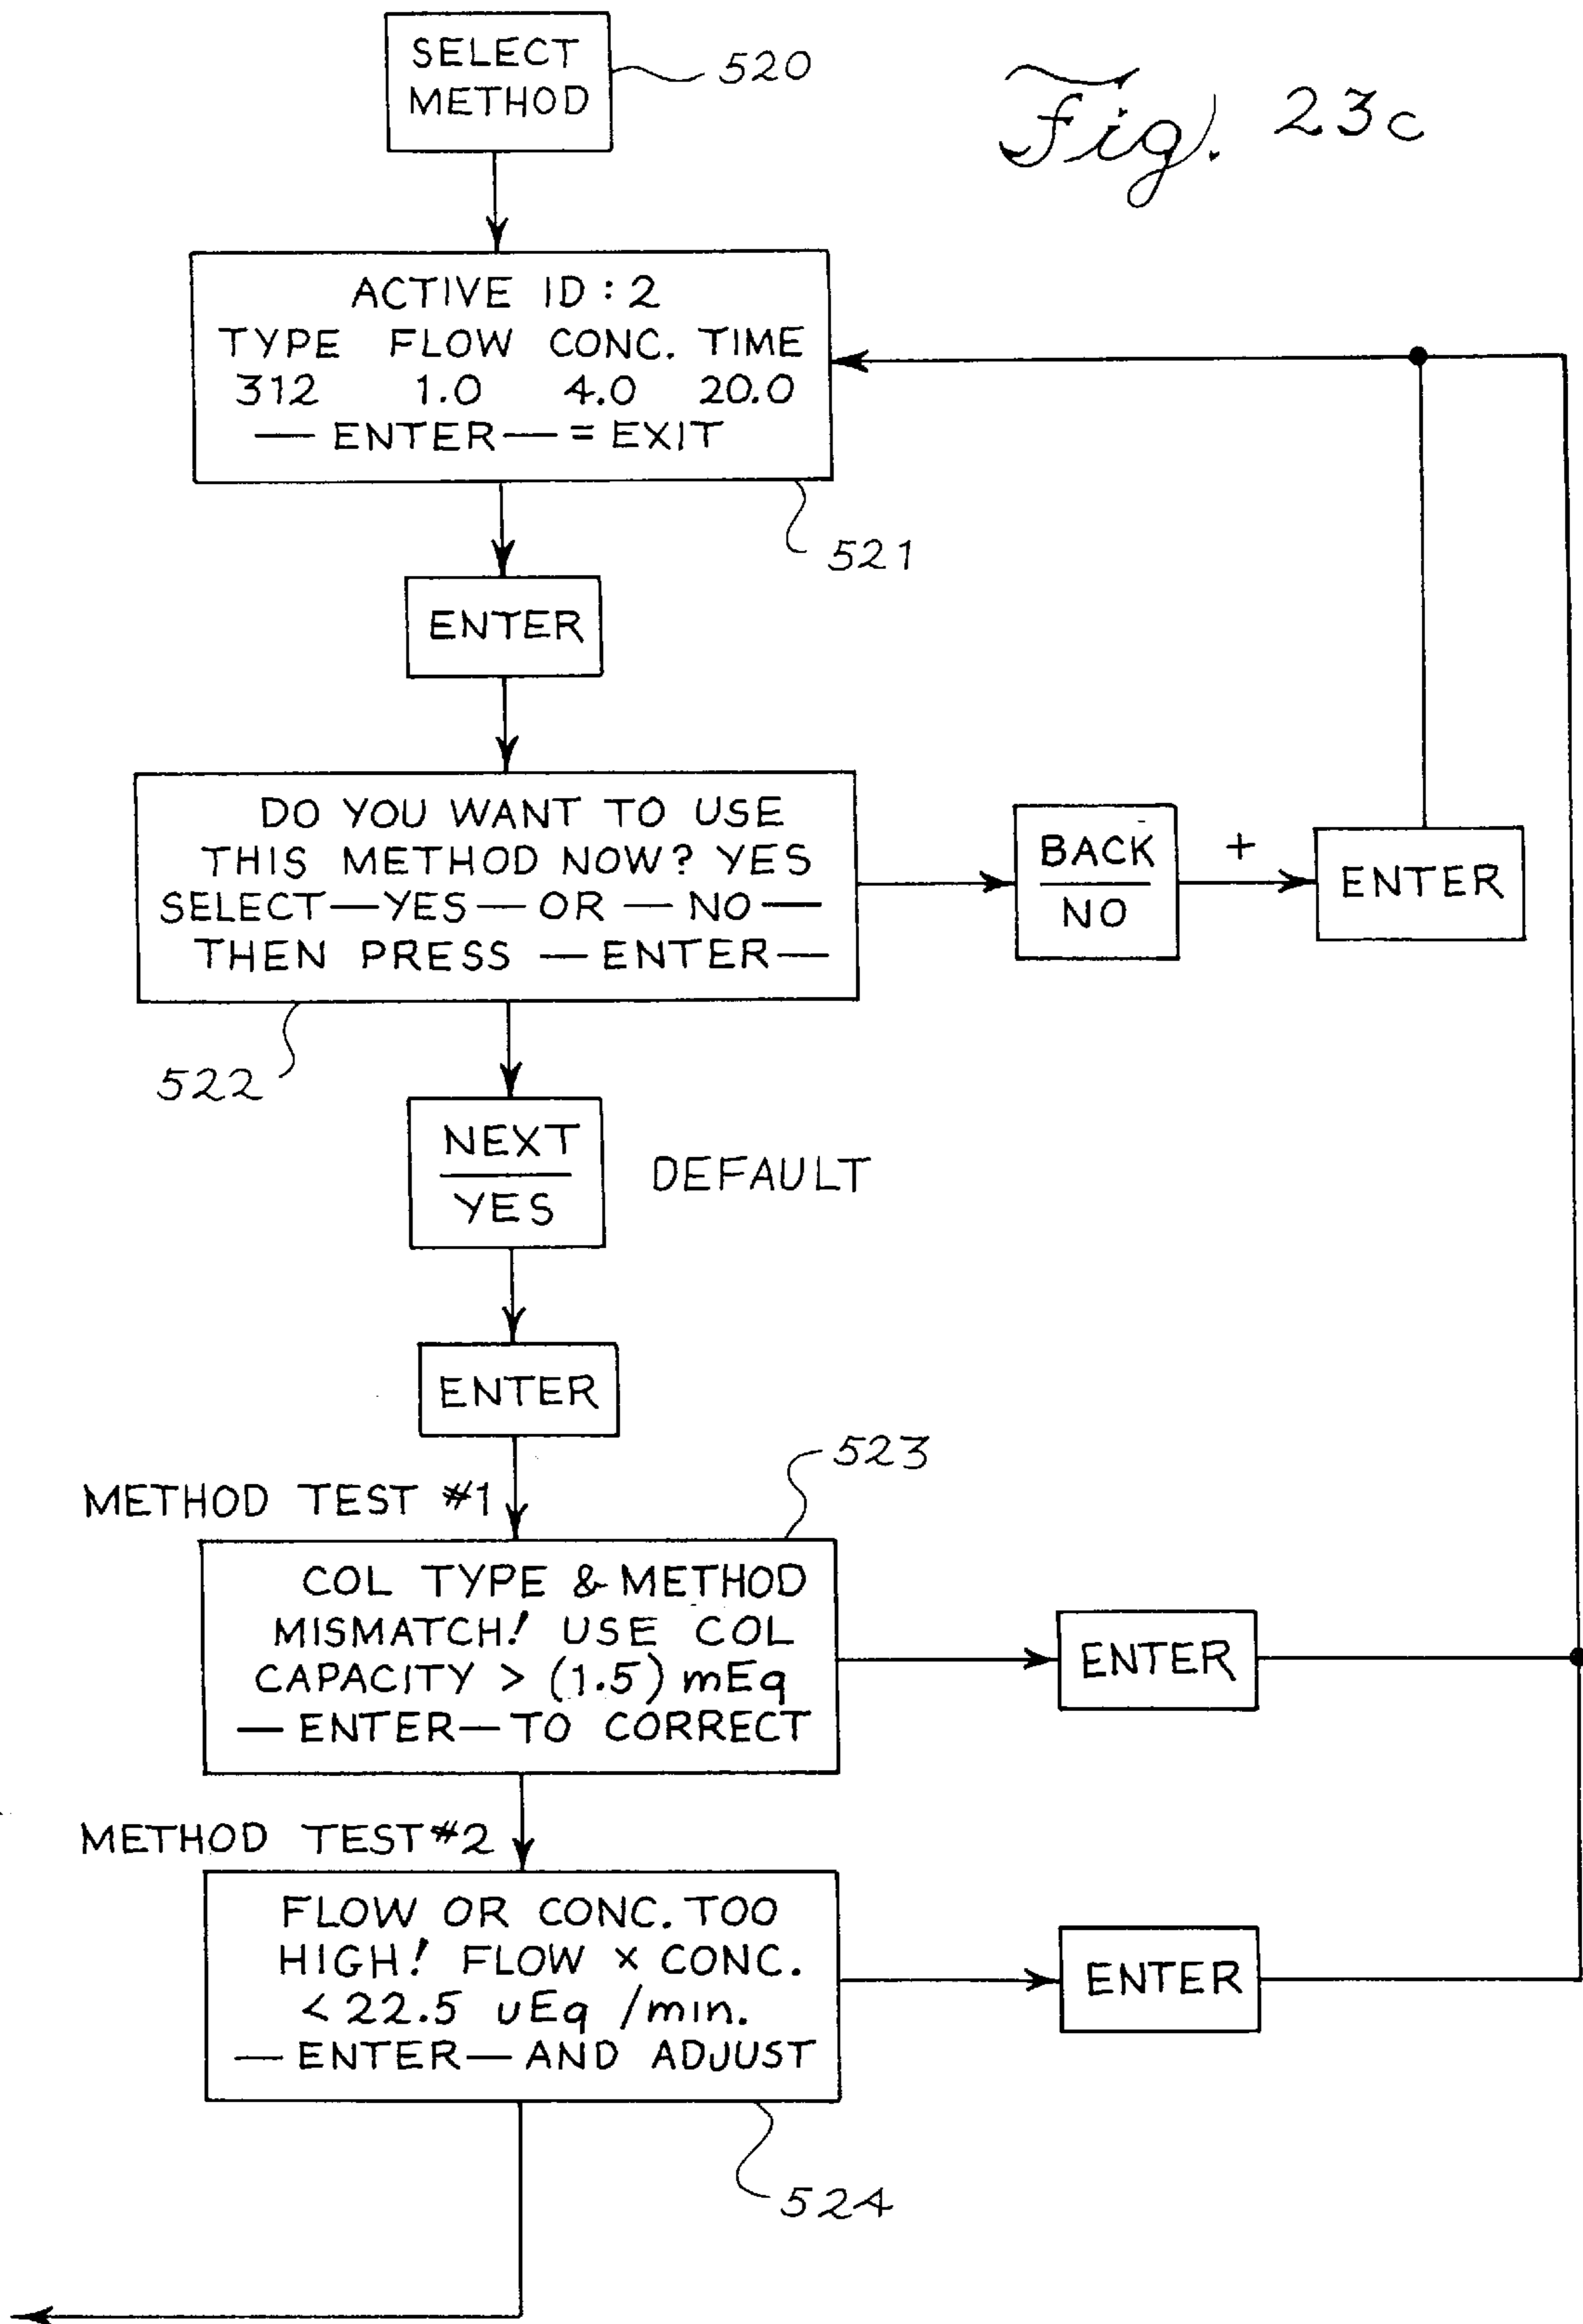 SELECT
METHOD
520
Fig. 23c
ACTIVE ID : 2
TYPE FLOW CONC. TIME
312 1.0 4.0 20.0
— ENTER — = EXIT
521
ENTER
DO YOU WANT TO USE
THIS METHOD NOW? YES
SELECT — YES — OR — NO —
THEN PRESS — ENTER —
522
BACK
NO
+
ENTER
NEXT
YES
DEFAULT
ENTER
523
METHOD TEST #1
COL TYPE & METHOD
MISMATCH! USE COL
CAPACITY > (1.5) mEq
— ENTER — TO CORRECT
ENTER
METHOD TEST #2
FLOW OR CONC. TOO
HIGH! FLOW x CONC.
< 22.5 uEq /min.
— ENTER — AND ADJUST
ENTER
524